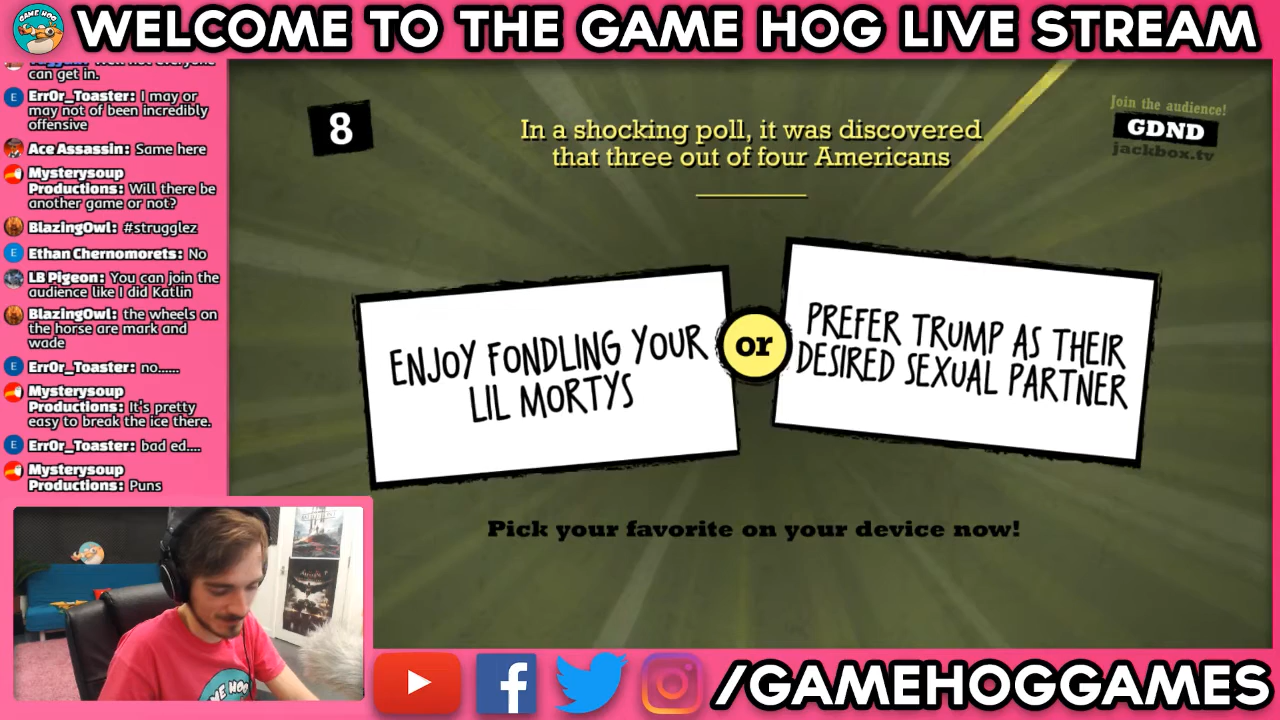 WELCOME TO THE GAME HOG LIVE STREAM
can get in.
Err0r_Toaster: I may or
may not of been incredibly
offensive
Ace Assassin: Same here
Mysterysoup
Productions: Will there be
another game or not?
BlazingOwl: #strugglez
Ethan Chernomorets: No
LB Pigeon: You can join the
audience like I did Katlin
BlazingOwl: the wheels on
the horse are mark and
wade
Err0r_Toaster: no......
Mysterysoup
Productions: It's pretty
easy to break the ice there.
Err0r_Toaster: bad ed....
Mysterysoup
Productions: Puns
8
In a shocking poll, it was discovered
that three out of four Americans
Join the audience!
GDND
jackbox.tv
ENJOY FONDLING YOUR
LIL MORTYS
or
PREFER TRUMP AS THEIR
DESIRED SEXUAL PARTNER
Pick your favorite on your device now!
/GAMEHOGGAMES